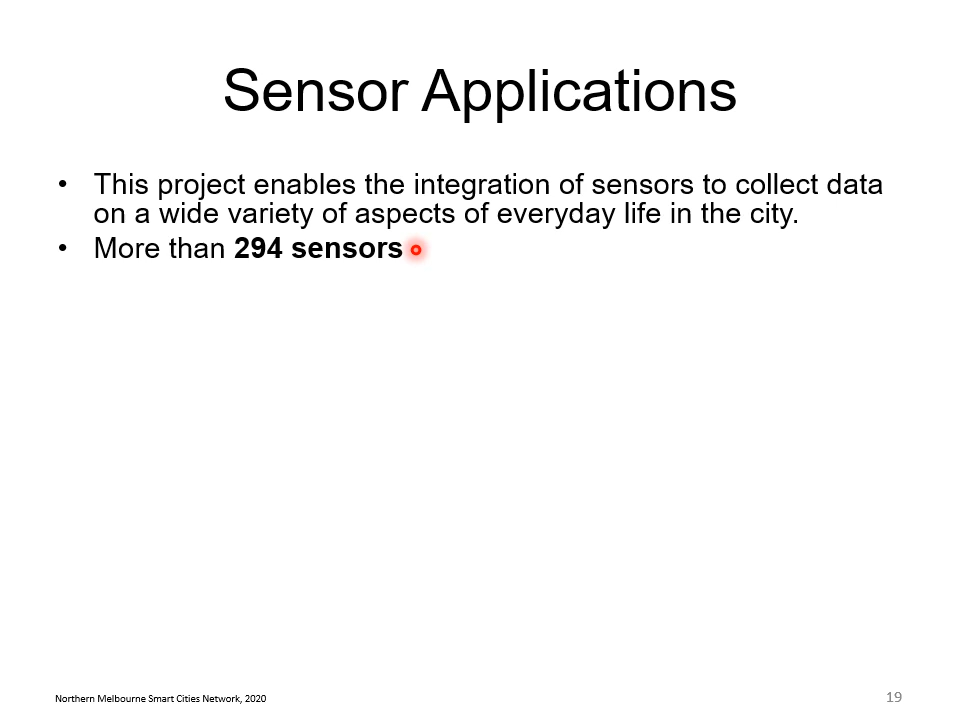 Sensor Applications
• This project enables the integration of sensors to collect data
on a wide variety of aspects of everyday life in the city.
• More than 294 sensors
Northern Melbourne Smart Cities Network, 2020
19